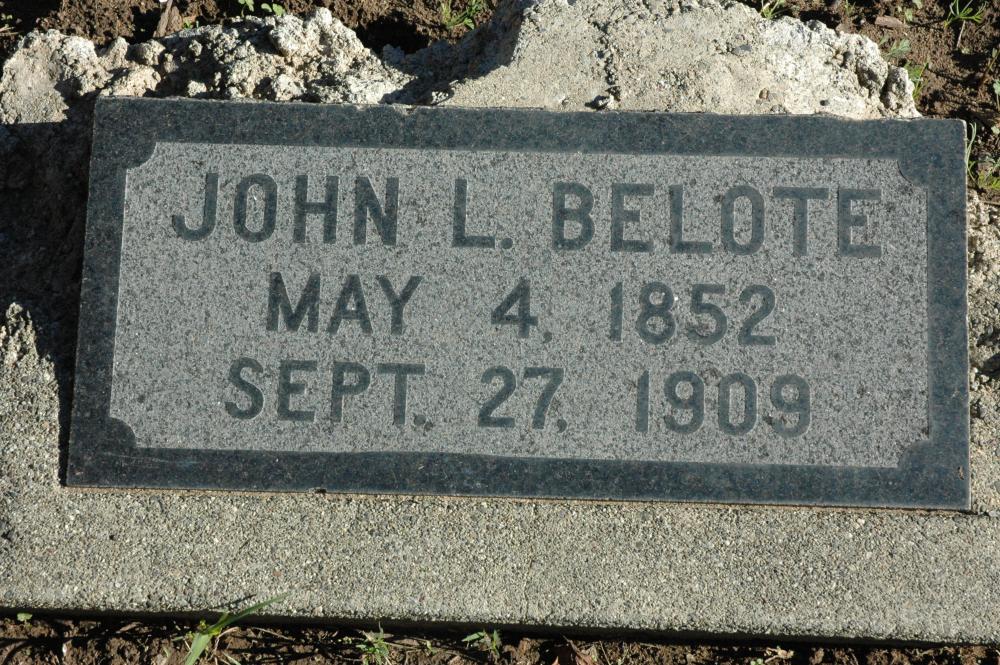 JOHN L. BELOTE
MAY 4, 1852
SEPT. 27, 1909